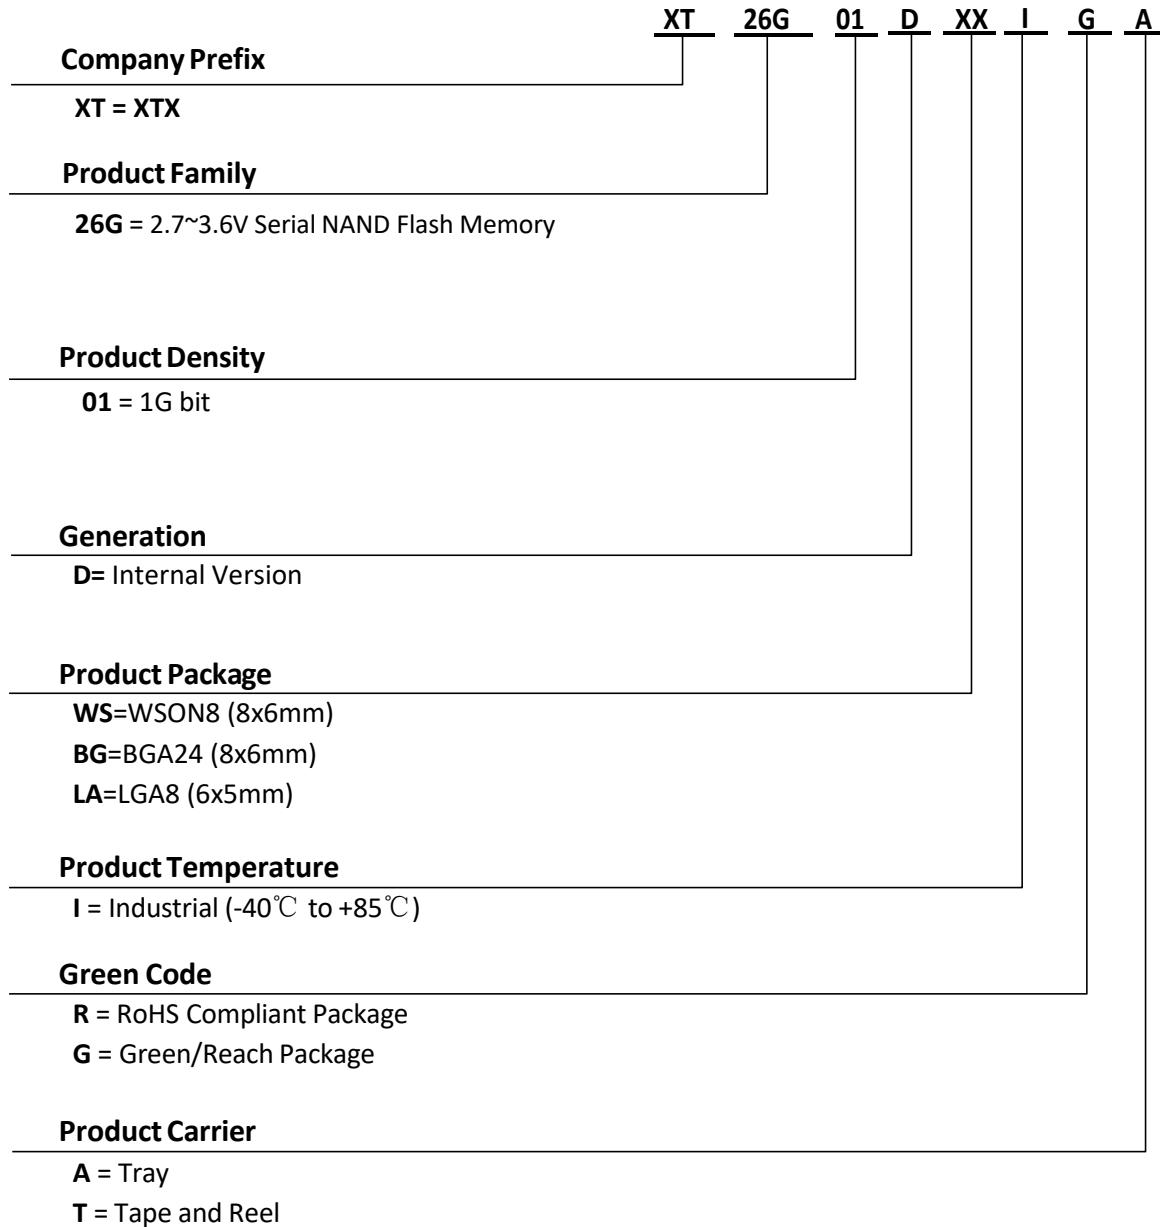 XT 26G 01 D XX I G A
Company Prefix
XT = XTX
Product Family
26G = 2.7~3.6V Serial NAND Flash Memory
Product Density
01 = 1G bit
Generation
D= Internal Version
Product Package
WS=WSON8 (8x6mm)
BG=BGA24 (8x6mm)
LA=LGA8 (6x5mm)
Product Temperature
I = Industrial (-40℃ to +85℃)
Green Code
R = RoHS Compliant Package
G = Green/Reach Package
Product Carrier
A = Tray
T = Tape and Reel